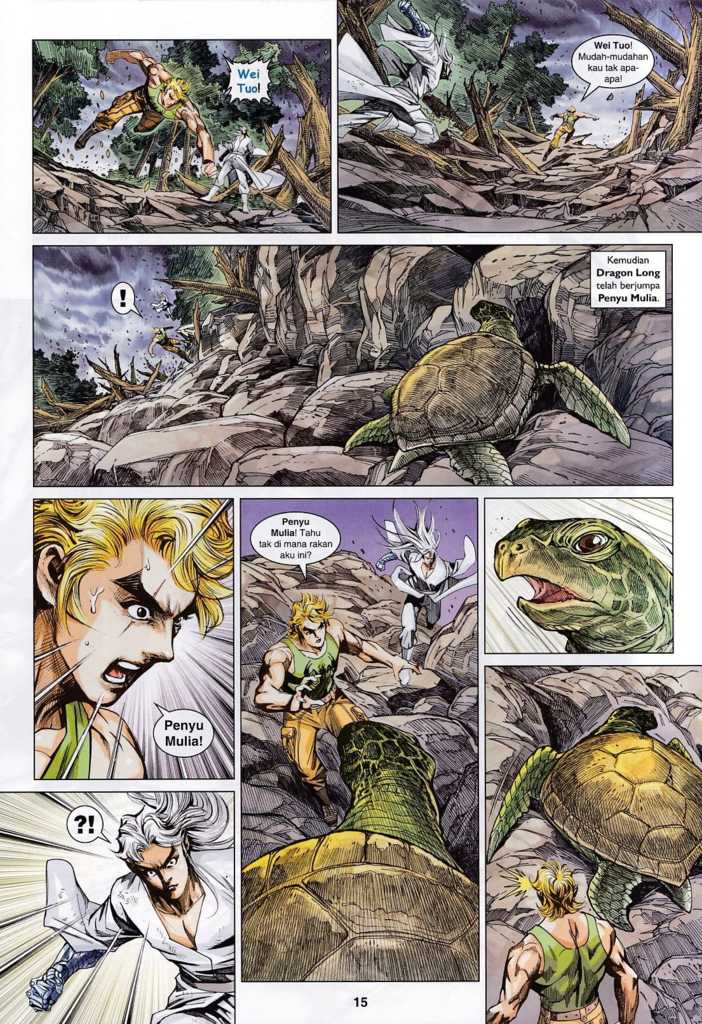 Wei
Tuo!
Wei Tuo!
Mudah-mudahan
kau tak apa-
apa!
Kemudian
Dragon Long
telah berjumpa
Penyu Mulia.
!
Penyu
Mulia!
Penyu
Mulia! Tahu
tak di mana rakan
aku ini?
?!
15